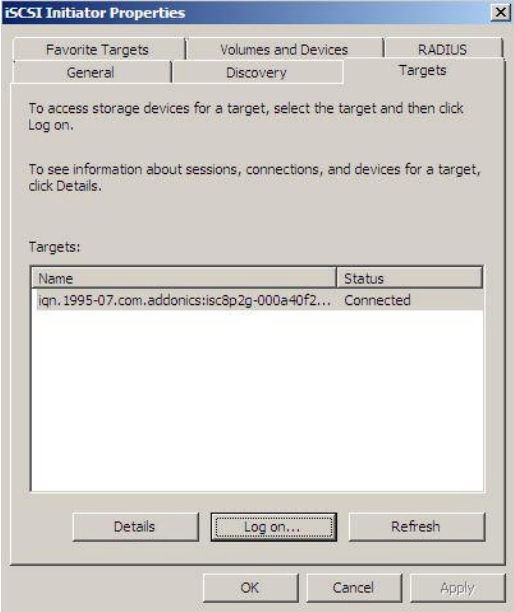 iSCSI Initiator Properties
Favorite Targets Volumes and Devices RADIUS
General Discovery Targets
To access storage devices for a target, select the target and then click
Log on.
To see information about sessions, connections, and devices for a target,
click Details.
Targets:
Name Status
iqn.1995-07.com.addonics:isc8p2g-000a40f2... Connected
Details Log on... Refresh
OK Cancel Apply